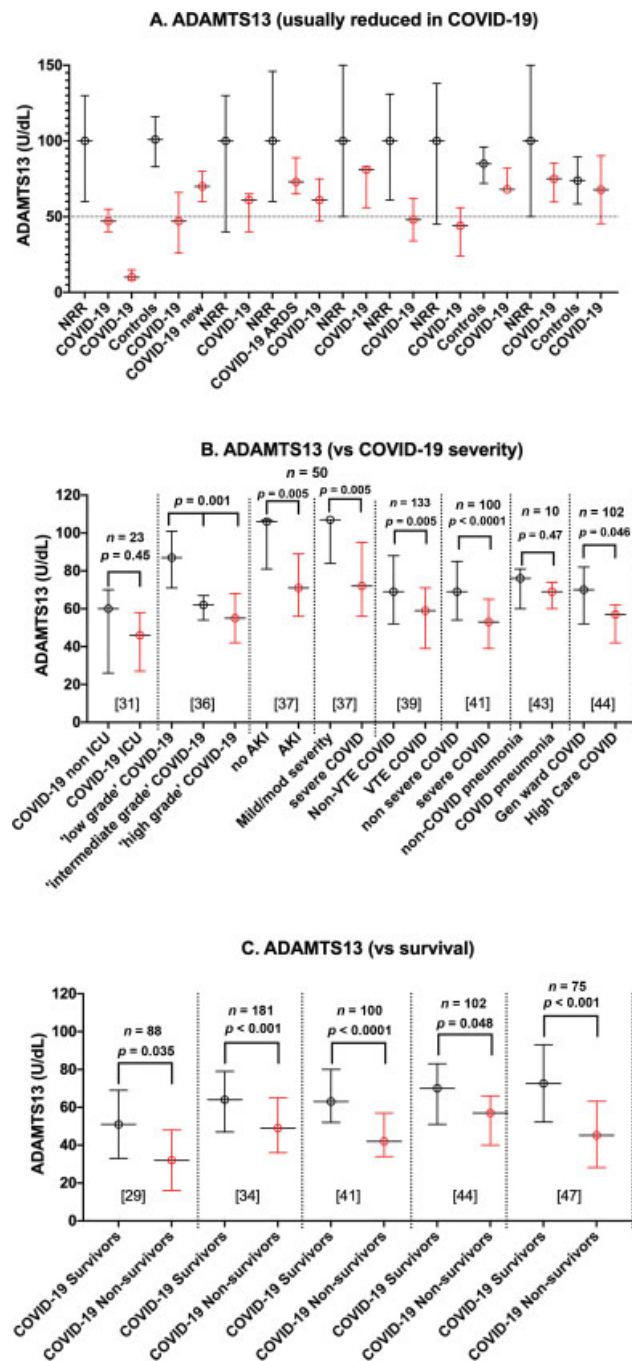 A. ADAMTS13 (usually reduced in COVID-19)
ADAMTS13 (U/dL)
150
100
50
0
NRR
COVID-19
COVID-19
Controls
COVID-19
COVID-19 new
NRR
COVID-19
NRR
COVID-19 ARDS
COVID-19
NRR
COVID-19
NRR
COVID-19
NRR
COVID-19
Controls
COVID-19
NRR
COVID-19
Controls
COVID-19
B. ADAMTS13 (vs COVID-19 severity)
ADAMTS13 (U/dL)
120
100
80
60
40
20
0
n = 23
p = 0.45
p = 0.001
n = 50
p = 0.005
p = 0.005
n = 133
p = 0.005
n = 100
p < 0.0001
n = 10
p = 0.47
n = 102
p = 0.046
[31]
[36]
[37]
[37]
[39]
[41]
[43]
[44]
COVID-19 non ICU
COVID-19 ICU
'low grade' COVID-19
'intermediate grade' COVID-19
'high grade' COVID-19
no AKI
AKI
Mild/mod severity
severe COVID
Non-VTE COVID
VTE COVID
non severe COVID
severe COVID
non-COVID pneumonia
COVID pneumonia
Gen ward COVID
High Care COVID
C. ADAMTS13 (vs survival)
ADAMTS13 (U/dL)
120
100
80
60
40
20
0
n = 88
p = 0.035
n = 181
p < 0.001
n = 100
p < 0.0001
n = 102
p = 0.048
n = 75
p < 0.001
[29]
[34]
[41]
[44]
[47]
COVID-19 Survivors
COVID-19 Non-survivors
COVID-19 Survivors
COVID-19 Non-survivors
COVID-19 Survivors
COVID-19 Non-survivors
COVID-19 Survivors
COVID-19 Non-survivors
COVID-19 Survivors
COVID-19 Non-survivors